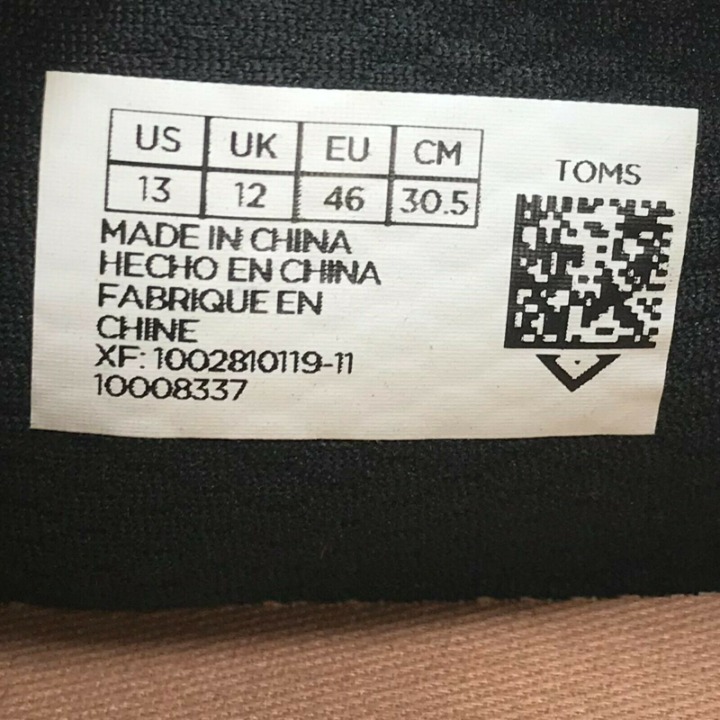 US UK EU CM
13 12 46 30.5
MADE IN CHINA
HECHO EN CHINA
FABRIQUE EN
CHINE
XF: 1002810119-11
10008337
TOMS